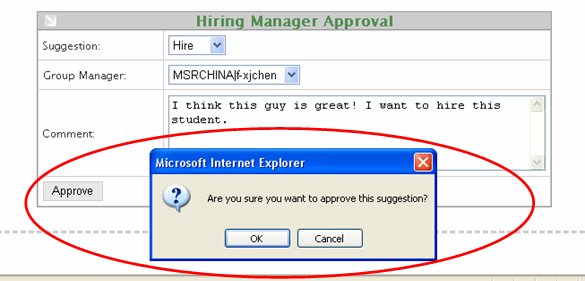 Hiring Manager Approval
Suggestion: Hire
Group Manager: MSRCHINA|f-xjchen
Comment: I think this guy is great! I want to hire this
student.
Microsoft Internet Explorer
Are you sure you want to approve this suggestion?
Approve
OK Cancel